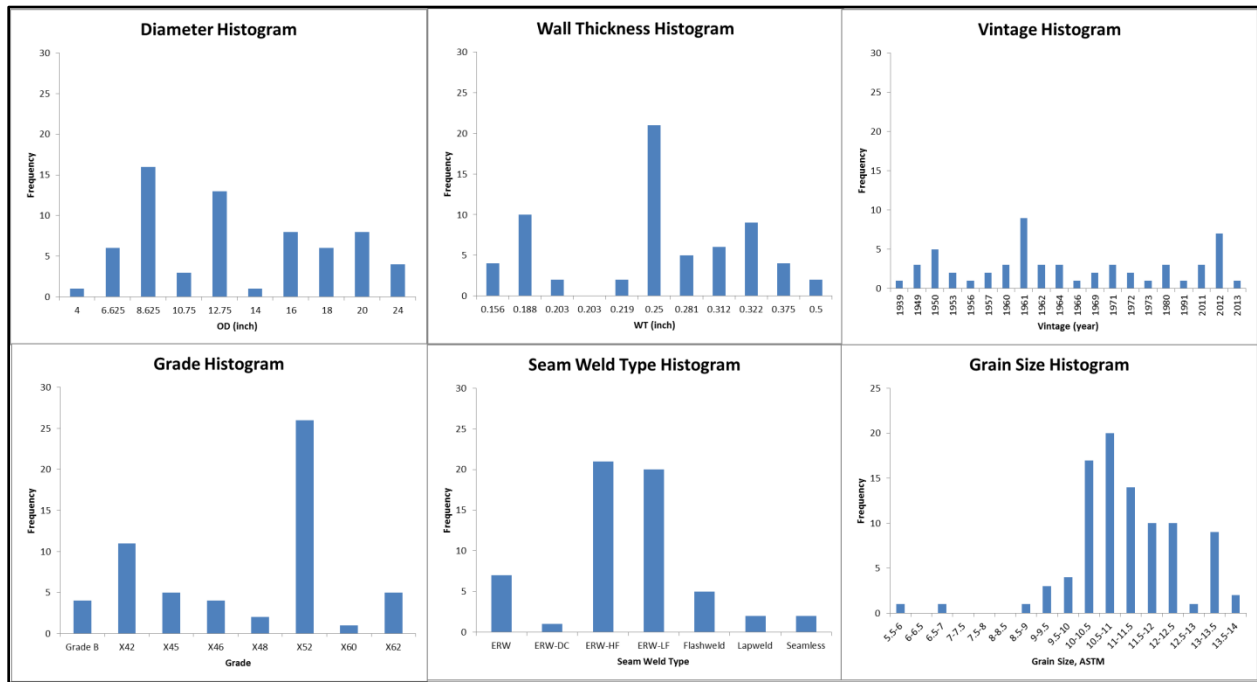 Diameter Histogram
30
25
20
15
10
5
0
Frequency
4 6.625 8.625 10.75 12.75 14 16 18 20 24
OD (inch)
Wall Thickness Histogram
30
25
20
15
10
5
0
Frequency
0.156 0.188 0.203 0.203 0.219 0.25 0.281 0.312 0.322 0.375 0.5
WT (inch)
Vintage Histogram
30
25
20
15
10
5
0
Frequency
1939 1949 1950 1953 1956 1957 1960 1961 1962 1964 1966 1969 1971 1972 1973 1980 1991 2011 2012 2013
Vintage (year)
Grade Histogram
30
25
20
15
10
5
0
Frequency
Grade B X42 X45 X46 X48 X52 X60 X62
Grade
Seam Weld Type Histogram
30
25
20
15
10
5
0
Frequency
ERW ERW-DC ERW-HF ERW-LF Flashweld Lapweld Seamless
Seam Weld Type
Grain Size Histogram
25
20
15
10
5
0
Frequency
5.5-6 6-6.5 6.5-7 7-7.5 7.5-8 8-8.5 8.5-9 9-9.5 9.5-10 10-10.5 10.5-11 11-11.5 11.5-12 12-12.5 12.5-13 13-13.5 13.5-14
Grain Size, ASTM